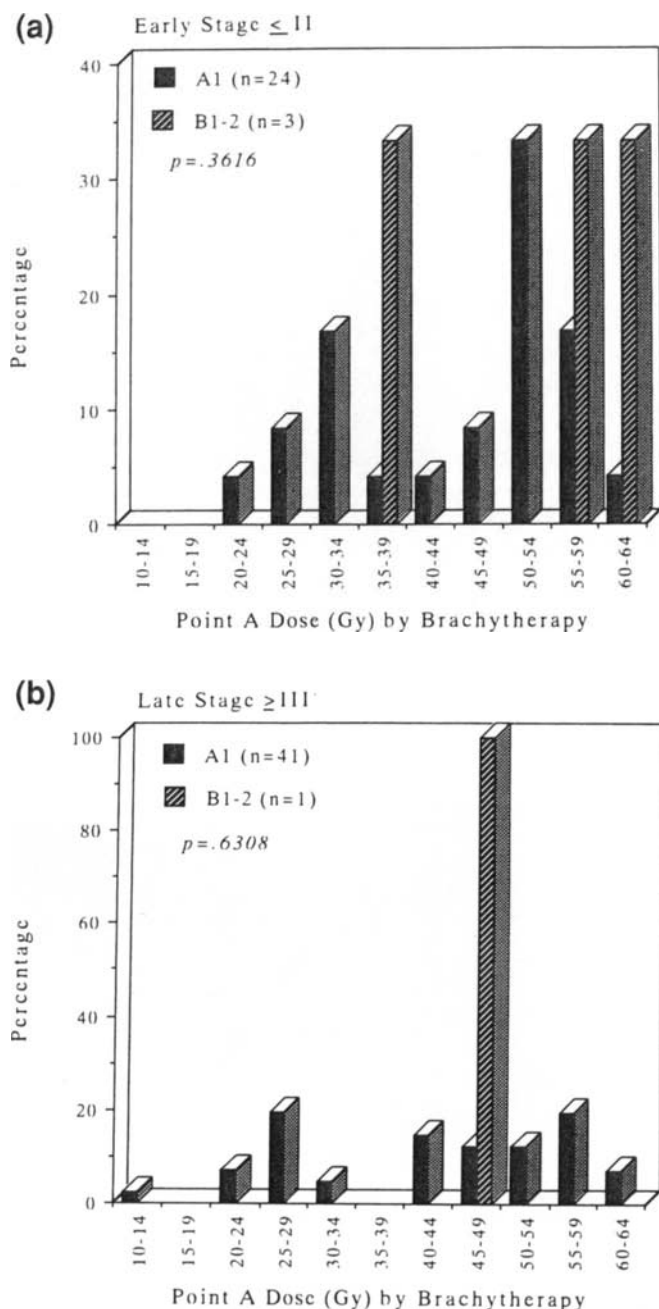 (a)
Early Stage ≤ II
40
30
20
10
0
Percentage
A1 (n=24)
B1-2 (n=3)
p=.3616
10-14
15-19
20-24
25-29
30-34
35-39
40-44
45-49
50-54
55-59
60-64
Point A Dose (Gy) by Brachytherapy
(b)
Late Stage ≥III
100
80
60
40
20
0
Percentage
A1 (n=41)
B1-2 (n=1)
p=.6308
10-14
15-19
20-24
25-29
30-34
35-39
40-44
45-49
50-54
55-59
60-64
Point A Dose (Gy) by Brachytherapy